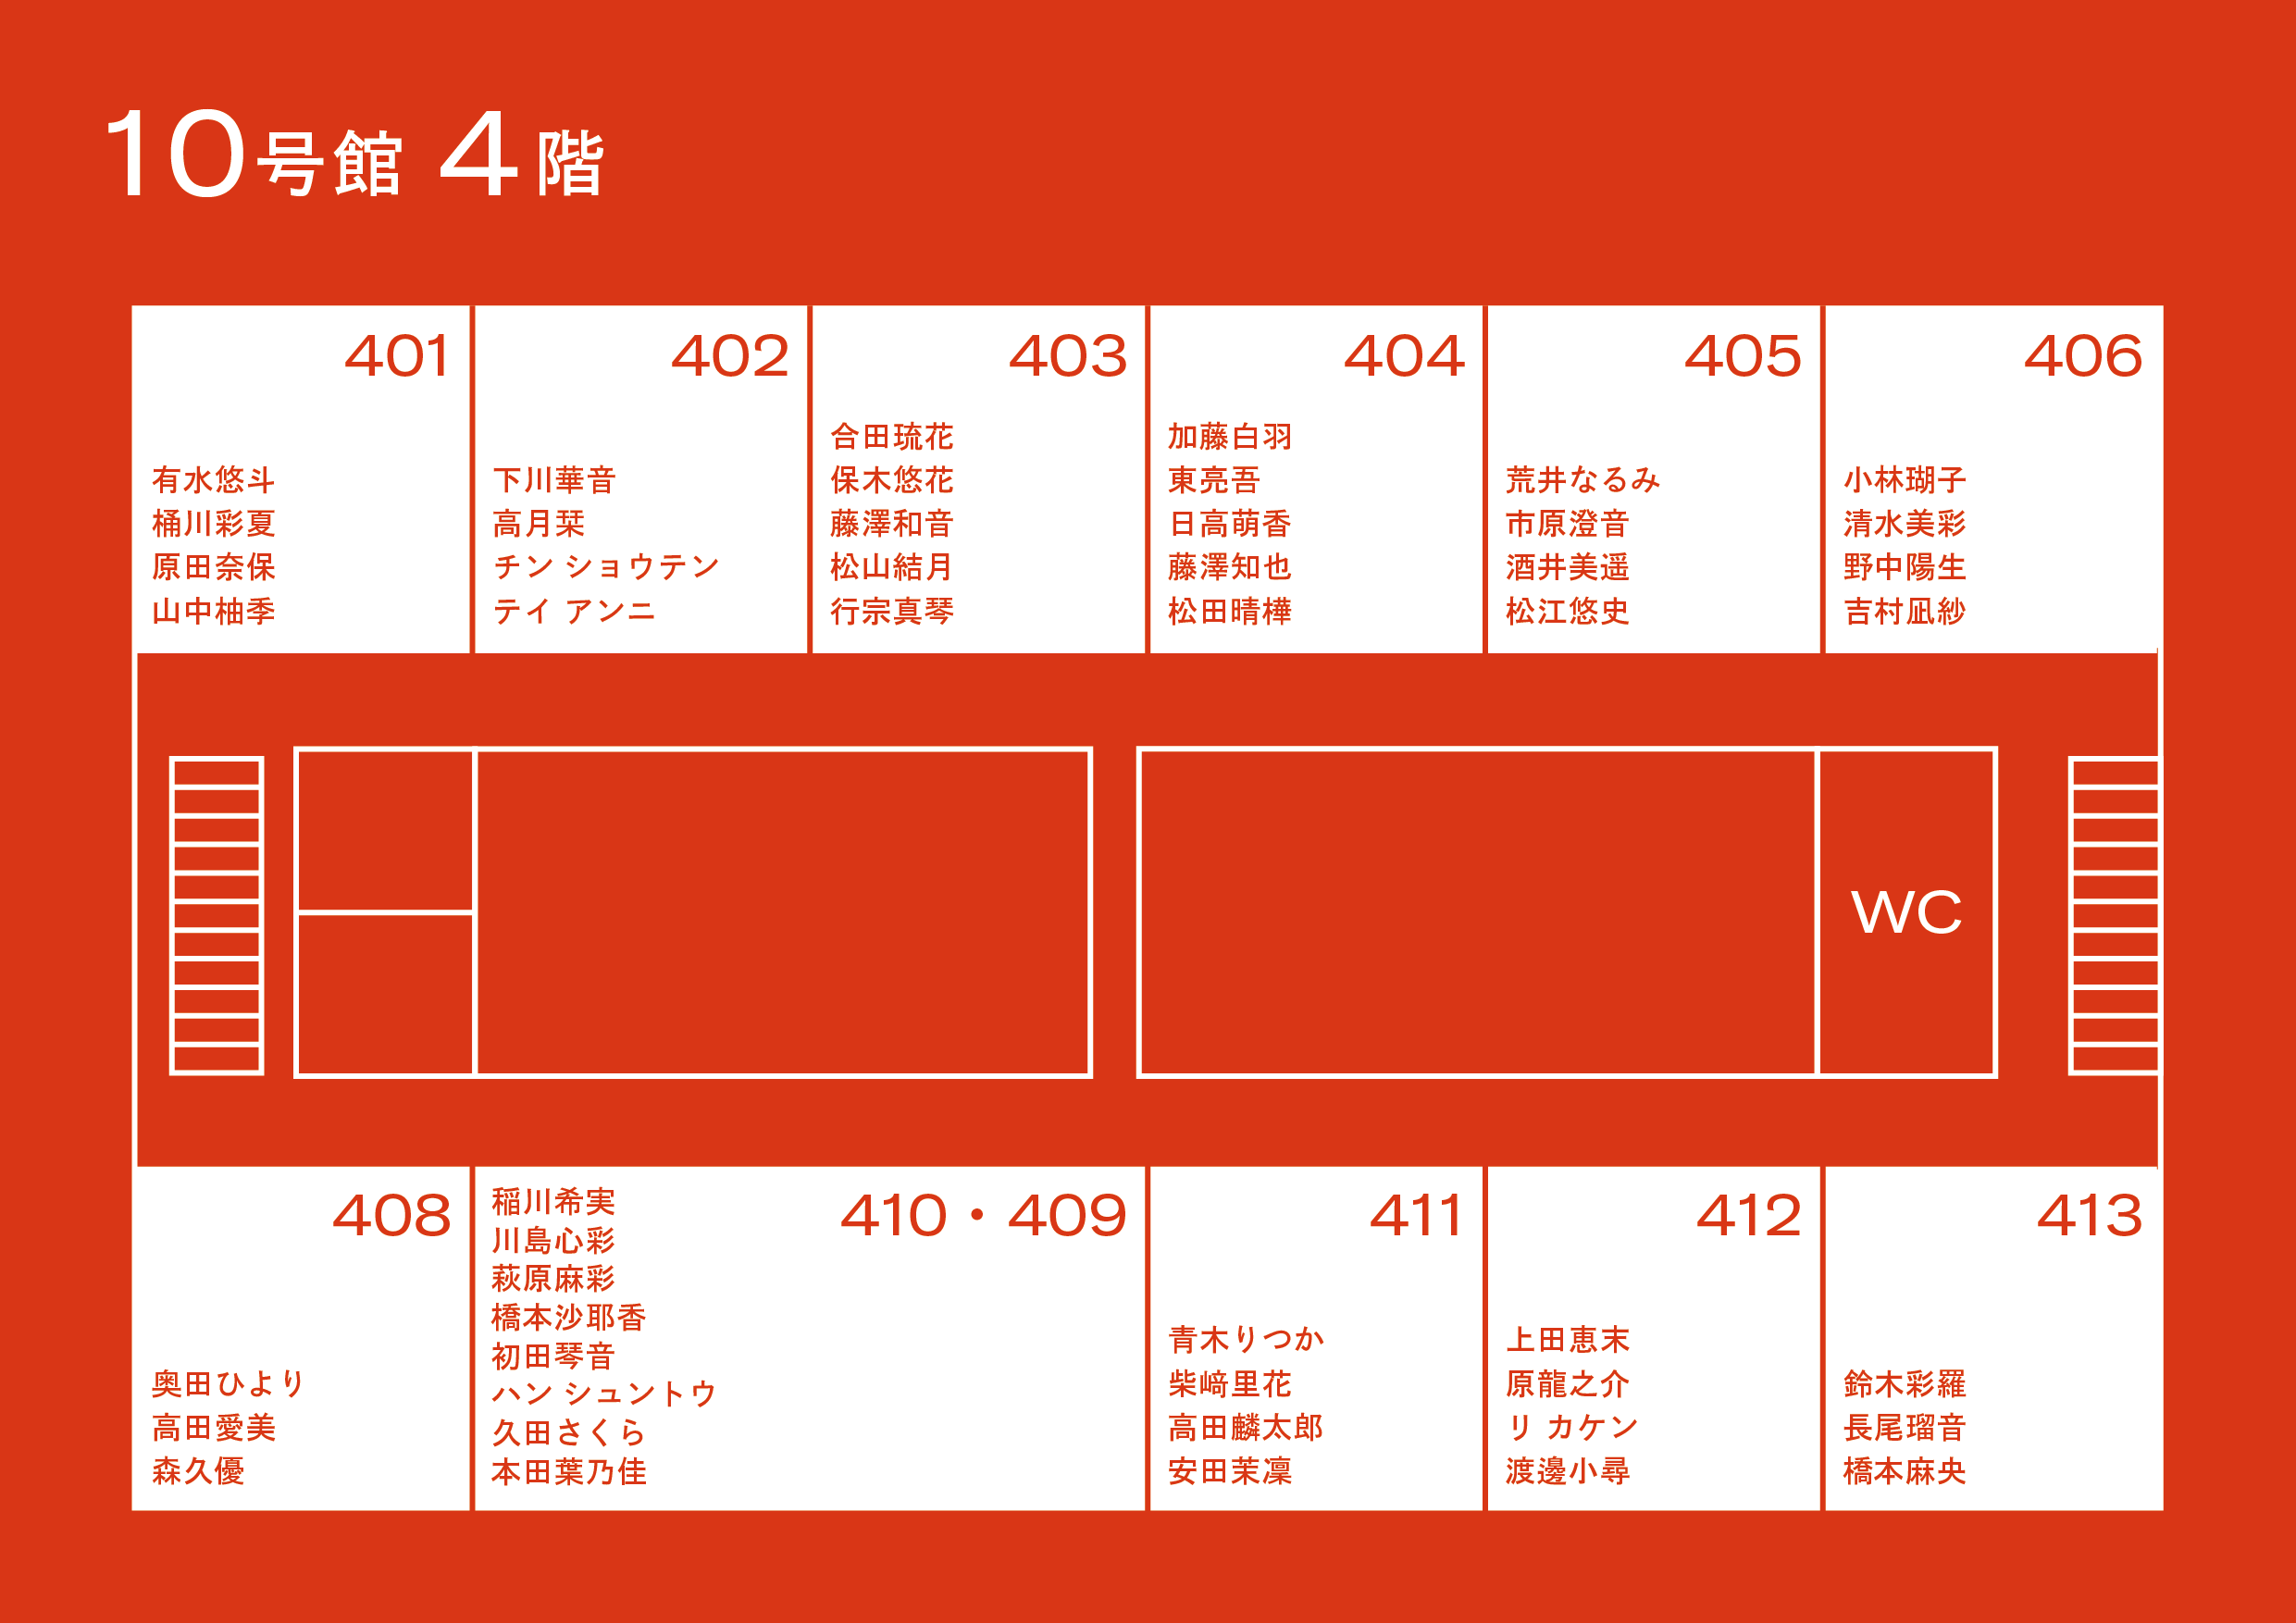 10号館 4階
401
有水悠斗
桶川彩夏
原田奈保
山中柚季
402
下川華音
高月栞
チン ショウテン
テイ アンニ
403
合田琉花
保木悠花
藤澤和音
松山結月
行宗真琴
404
加藤白羽
東亮吾
日高萌香
藤澤知也
松田晴樺
405
荒井なるみ
市原澄音
酒井美遥
松江悠史
406
小林瑚子
清水美彩
野中陽生
吉村凪紗
WC
408
奥田ひより
高田愛美
森久優
410・409
稲川希実
川島心彩
萩原麻彩
橋本沙耶香
初田琴音
ハン シュントウ
久田さくら
本田葉乃佳
411
青木りつか
柴﨑里花
高田麟太郎
安田茉凜
412
上田恵末
原龍之介
リ カケン
渡邊小尋
413
鈴木彩羅
長尾瑠音
橋本麻央